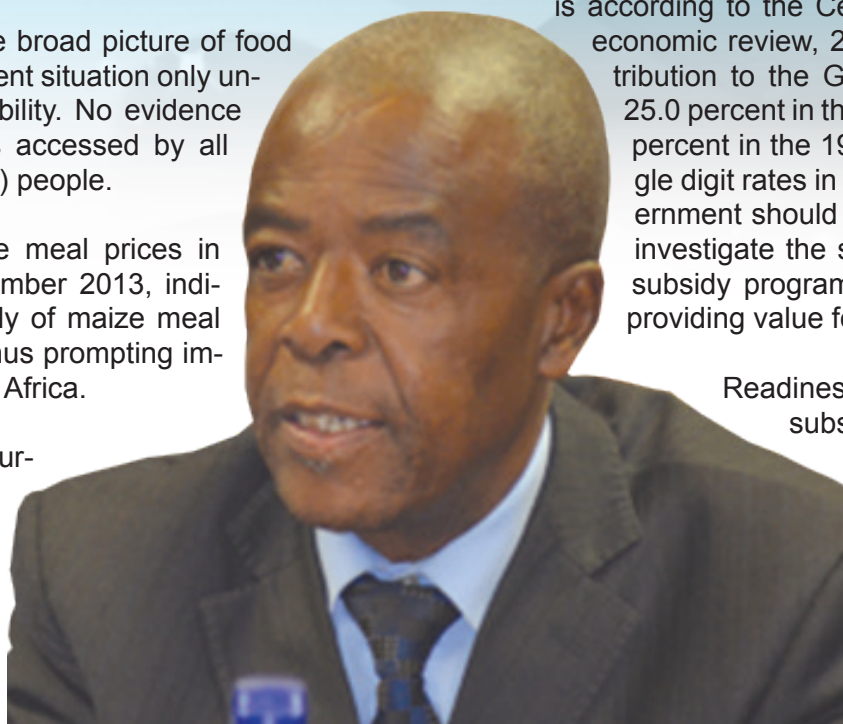 e broad picture of food
ent situation only un-
bility. No evidence
accessed by all
) people.
e meal prices in
mber 2013, indi-
ly of maize meal
us prompting im-
Africa.
ur-
is according to the Ce
economic review, 2
tribution to the G
25.0 percent in th
percent in the 19
gle digit rates in
ernment should
investigate the s
subsidy program
providing value fo
Readines
subs